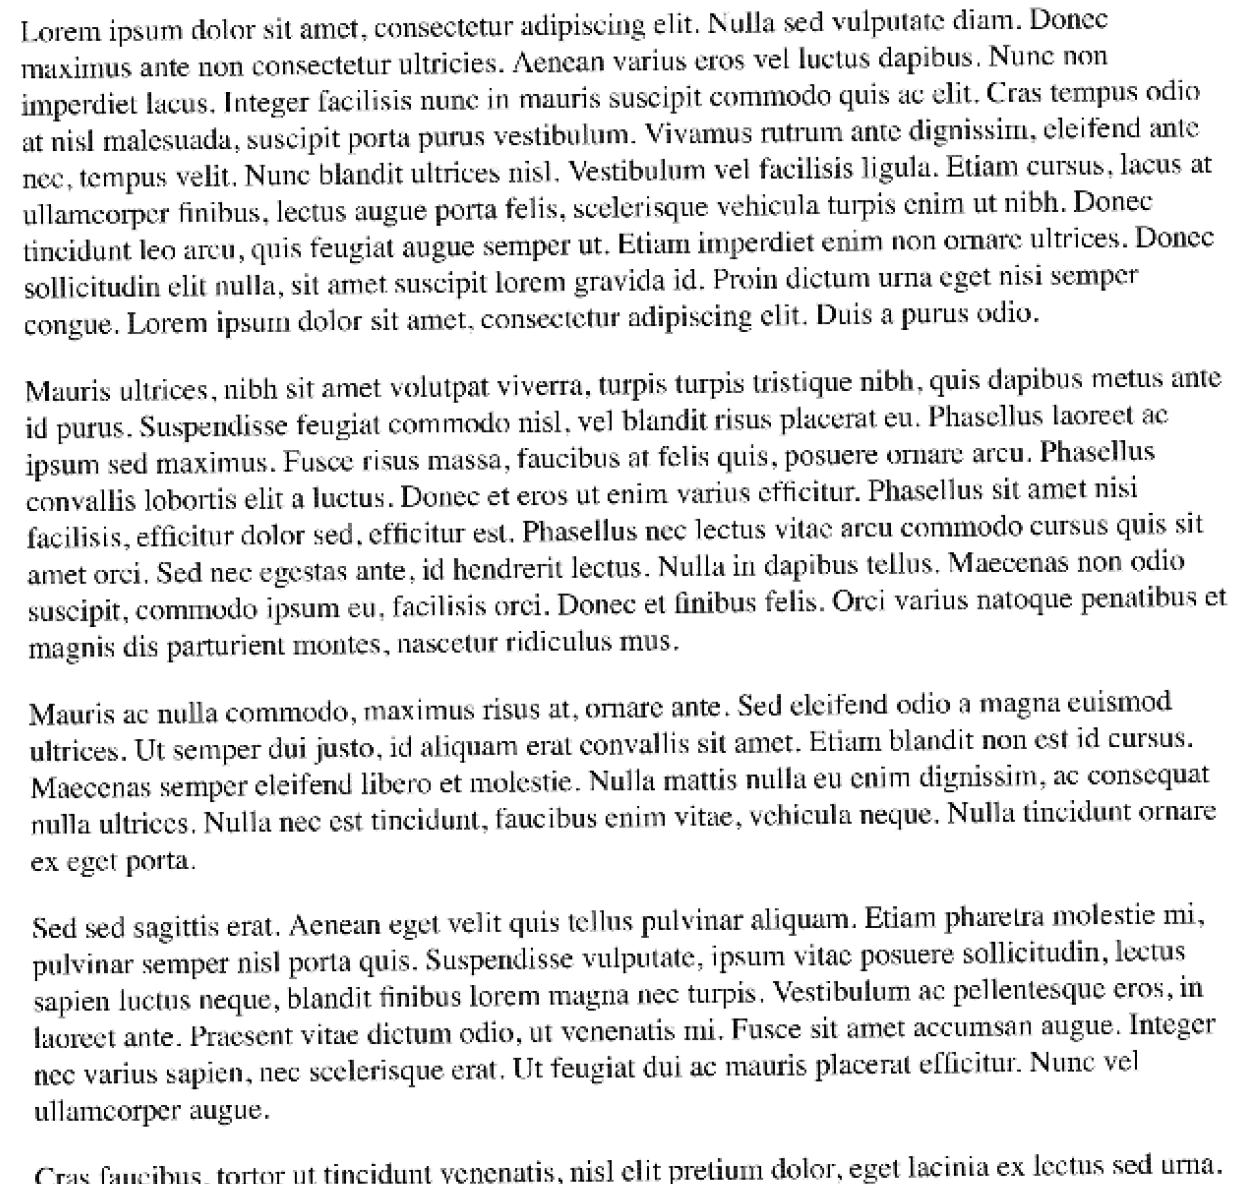 Lorem ipsum dolor sit amet, consectetur adipiscing elit. Nulla sed vulputate diam. Donec
maximus ante non consectetur ultricies. Aenean varius eros vel luctus dapibus. Nunc non
imperdiet lacus. Integer facilisis nunc in mauris suscipit commodo quis ac elit. Cras tempus odio
at nisl malesuada, suscipit porta purus vestibulum. Vivamus rutrum ante dignissim, eleifend ante
nec, tempus velit. Nunc blandit ultrices nisl. Vestibulum vel facilisis ligula. Etiam cursus, lacus at
ullamcorper finibus, lectus augue porta felis, scelerisque vehicula turpis enim ut nibh. Donec
tincidunt leo arcu, quis feugiat augue semper ut. Etiam imperdiet enim non ornare ultrices. Donec
sollicitudin elit nulla, sit amet suscipit lorem gravida id. Proin dictum urna eget nisi semper
congue. Lorem ipsum dolor sit amet, consectetur adipiscing elit. Duis a purus odio.
Mauris ultrices, nibh sit amet volutpat viverra, turpis turpis tristique nibh, quis dapibus metus ante
id purus. Suspendisse feugiat commodo nisl, vel blandit risus placerat eu. Phasellus laoreet ac
ipsum sed maximus. Fusce risus massa, faucibus at felis quis, posuere ornare arcu. Phasellus
convallis lobortis elit a luctus. Donec et eros ut enim varius efficitur. Phasellus sit amet nisi
facilisis, efficitur dolor sed, efficitur est. Phasellus nec lectus vitae arcu commodo cursus quis sit
amet orci. Sed nec egestas ante, id hendrerit lectus. Nulla in dapibus tellus. Maecenas non odio
suscipit, commodo ipsum eu, facilisis orci. Donec et finibus felis. Orci varius natoque penatibus et
magnis dis parturient montes, nascetur ridiculus mus.
Mauris ac nulla commodo, maximus risus at, ornare ante. Sed eleifend odio a magna euismod
ultrices. Ut semper dui justo, id aliquam erat convallis sit amet. Etiam blandit non est id cursus.
Maecenas semper eleifend libero et molestie. Nulla mattis nulla eu enim dignissim, ac consequat
nulla ultrices. Nulla nec est tincidunt, faucibus enim vitae, vehicula neque. Nulla tincidunt ornare
ex eget porta.
Sed sed sagittis erat. Aenean eget velit quis tellus pulvinar aliquam. Etiam pharetra molestie mi,
pulvinar semper nisl porta quis. Suspendisse vulputate, ipsum vitae posuere sollicitudin, lectus
sapien luctus neque, blandit finibus lorem magna nec turpis. Vestibulum ac pellentesque eros, in
laoreet ante. Praesent vitae dictum odio, ut venenatis mi. Fusce sit amet accumsan augue. Integer
nec varius sapien, nec scelerisque erat. Ut feugiat dui ac mauris placerat efficitur. Nunc vel
ullamcorper augue.
Cras faucibus, tortor ut tincidunt venenatis, nisl elit pretium dolor, eget lacinia ex lectus sed urna.